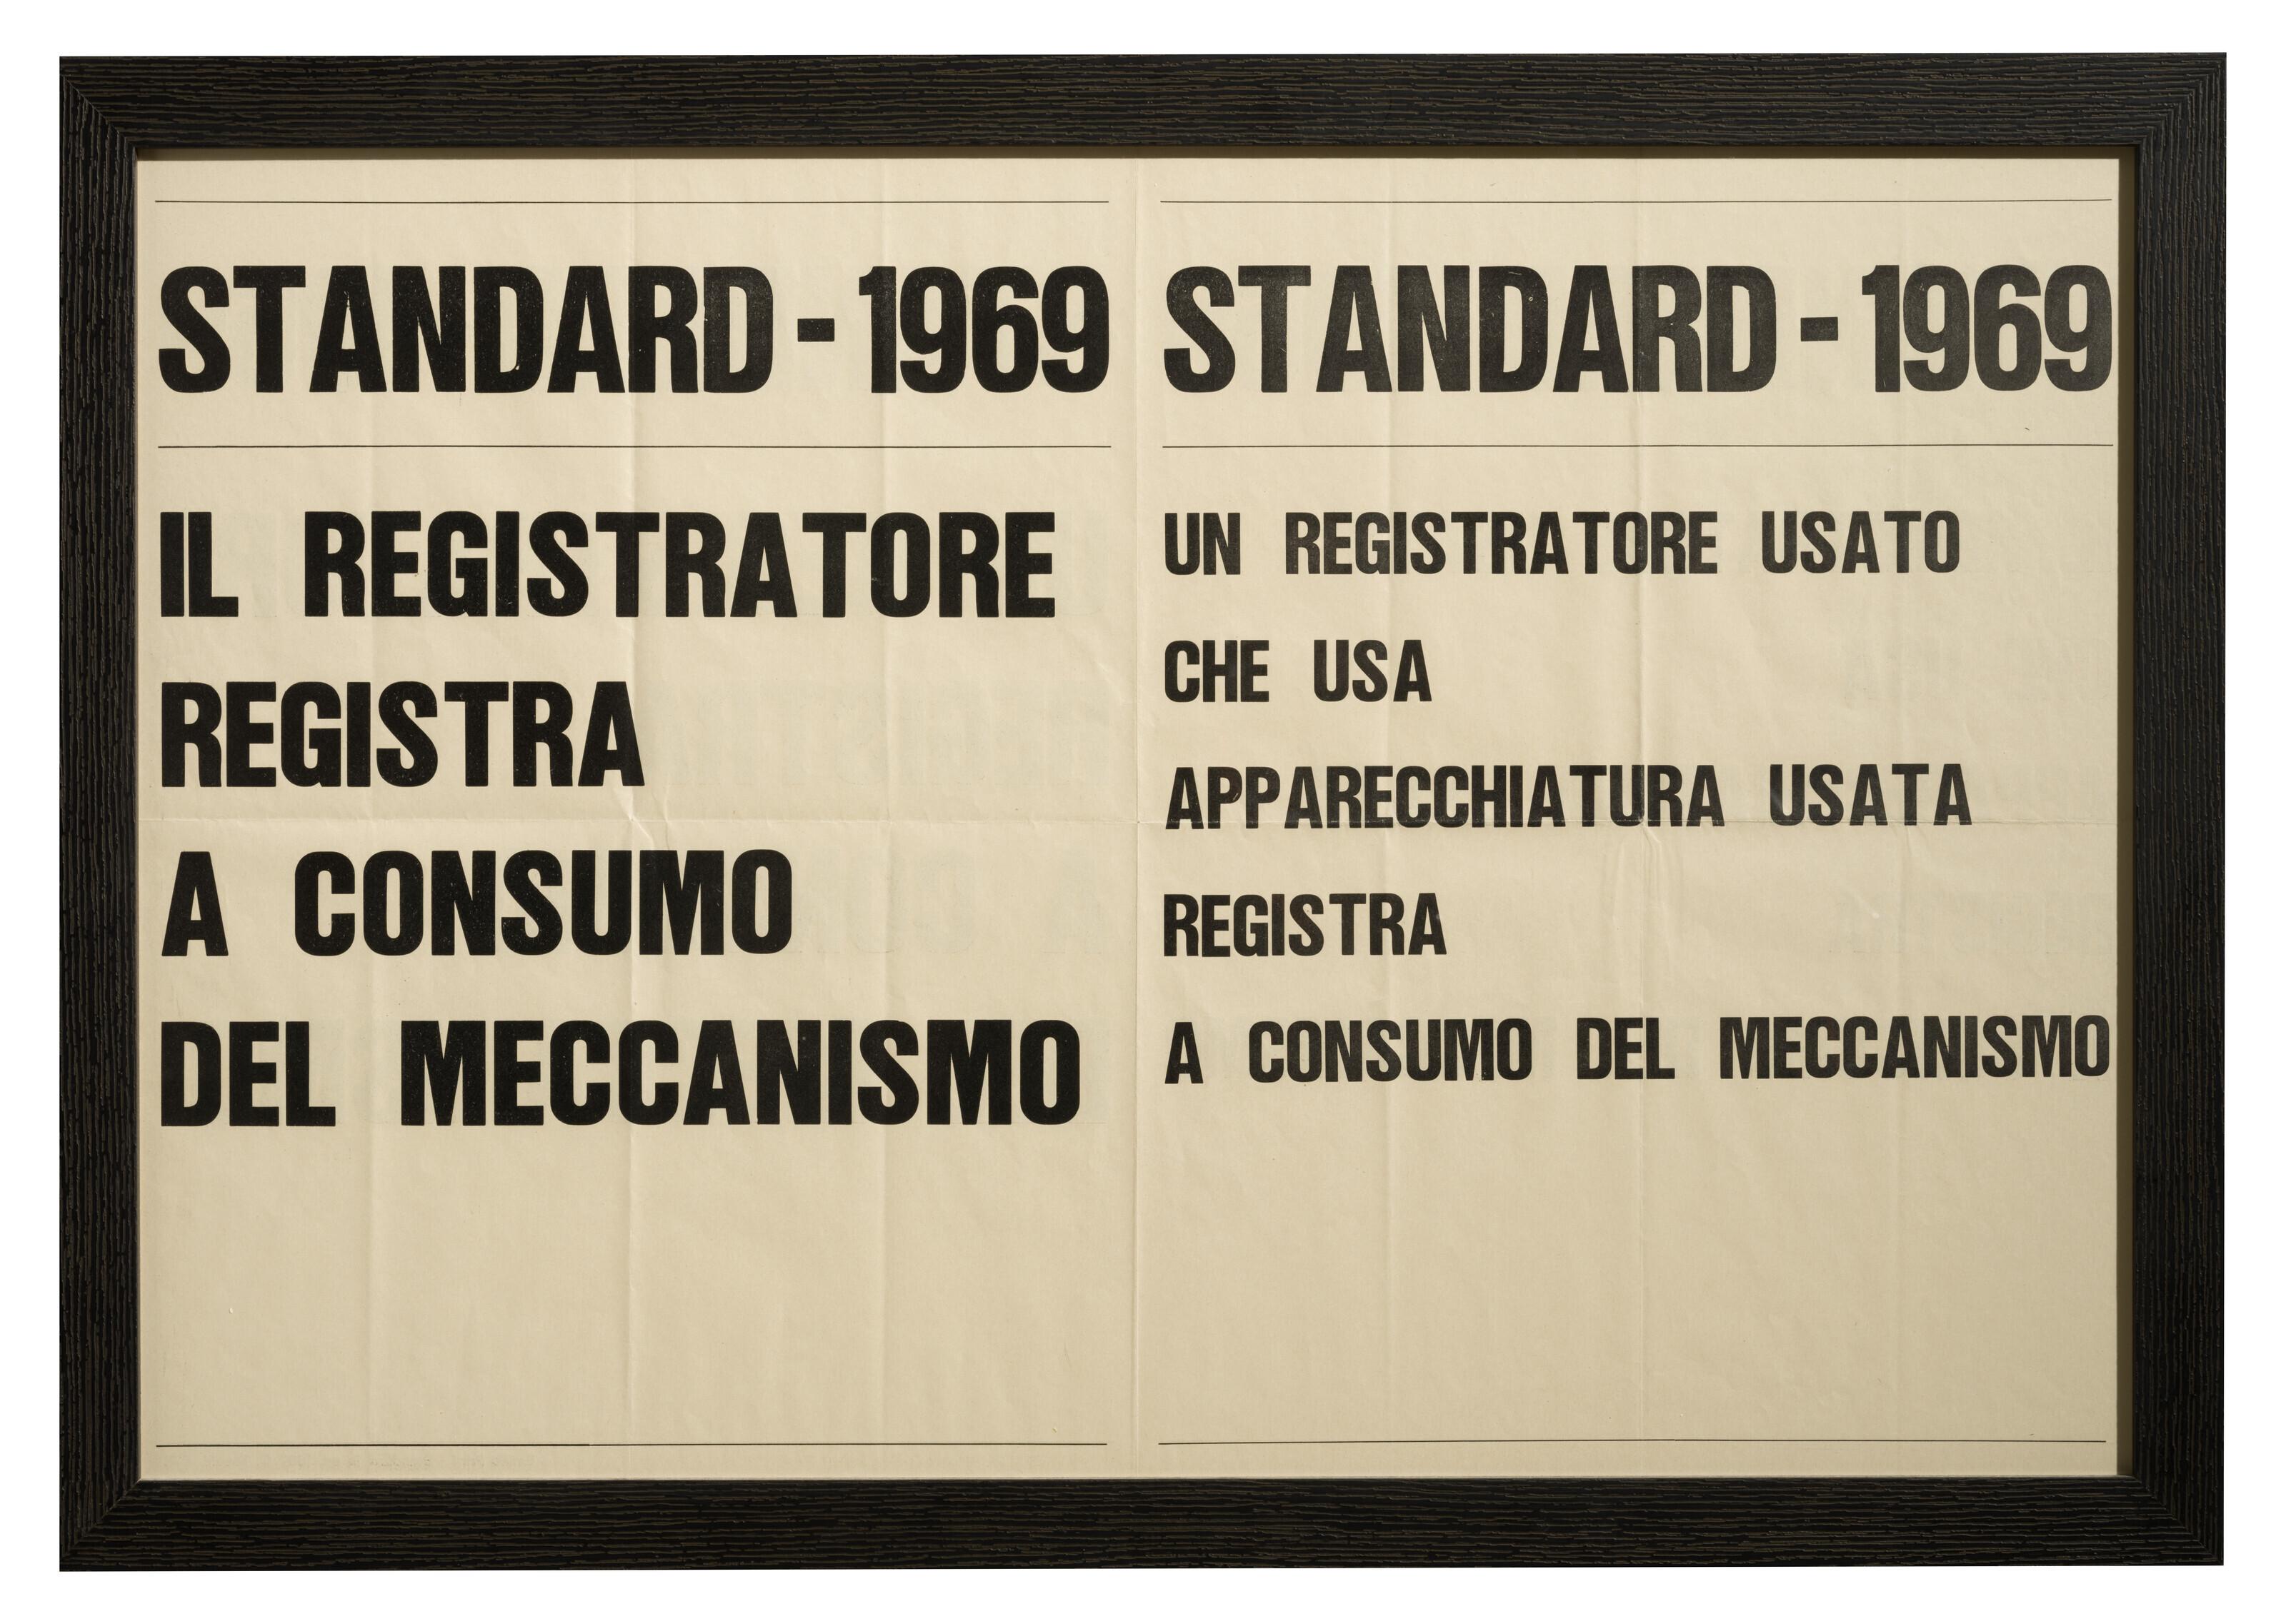 STANDARD - 1969
IL REGISTRATORE
REGISTRA
A CONSUMO
DEL MECCANISMO
STANDARD - 1969
UN REGISTRATORE USATO
CHE USA
APPARECCHIATURA USATA
REGISTRA
A CONSUMO DEL MECCANISMO